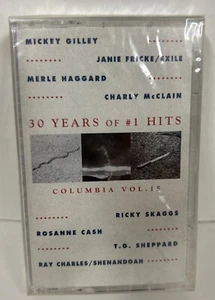 MICKEY GILLEY
JANIE FRICKE/EXILE
MERLE HAGGARD
CHARLY McCLAIN
30 YEARS OF #1 HITS
COLUMBIA VOL. 15
RICKY SKAGGS
ROSANNE CASH
T.G. SHEPPARD
RAY CHARLES/SHENANDOAH